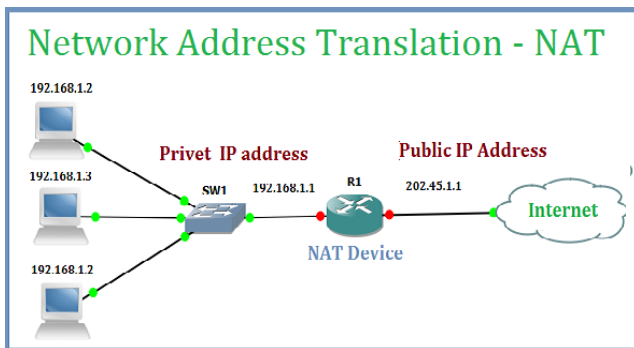 Network Address Translation - NAT
192.168.1.2
Privet IP address
Public IP Address
192.168.1.3
SW1
192.168.1.1
R1
202.45.1.1
Internet
NAT Device
192.168.1.2